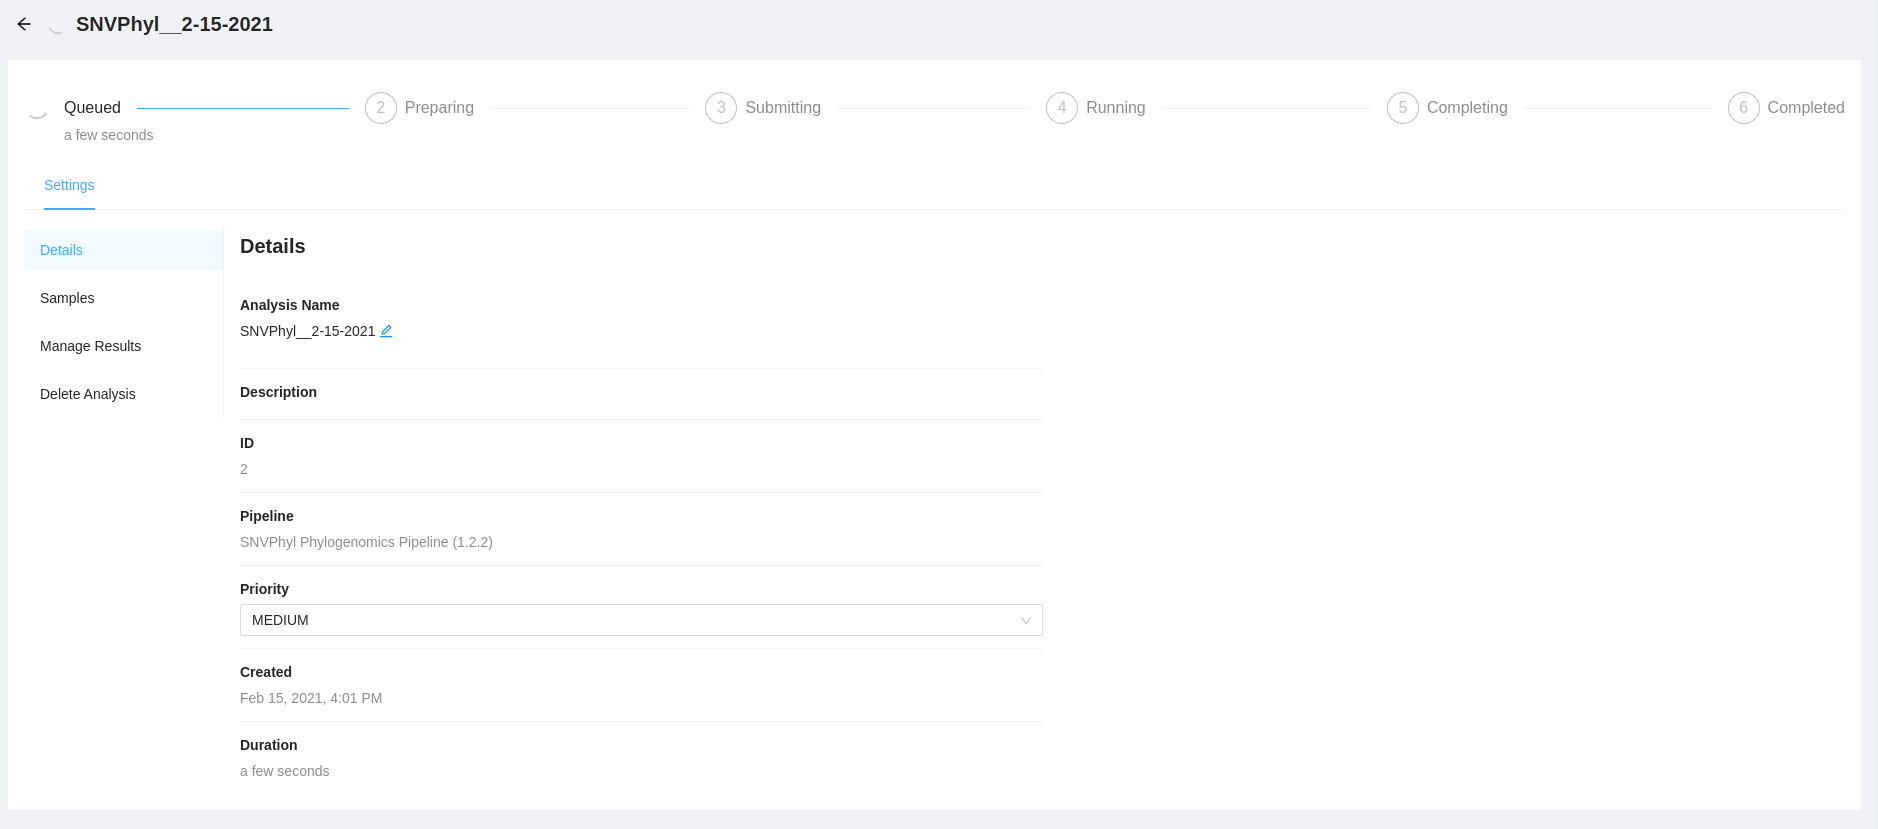 SNVPhyl__2-15-2021
Queued
2 Preparing
3 Submitting
4 Running
5 Completing
6 Completed
a few seconds
Settings
Details
Samples
Manage Results
Delete Analysis
Details
Analysis Name
SNVPhyl__2-15-2021
Description
ID
2
Pipeline
SNVPhyl Phylogenomics Pipeline (1.2.2)
Priority
MEDIUM
Created
Feb 15, 2021, 4:01 PM
Duration
a few seconds